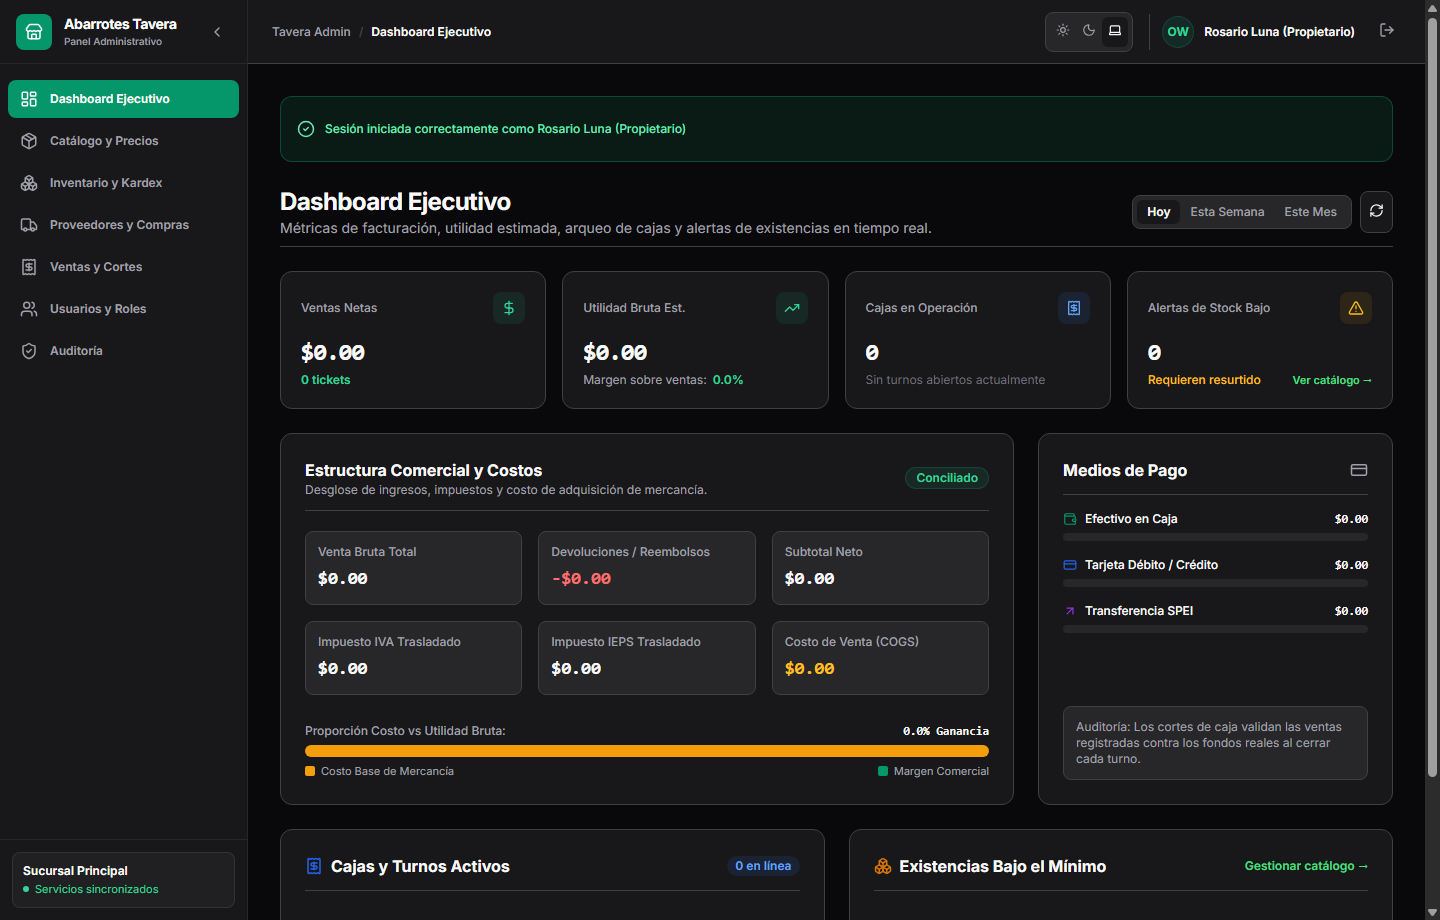 Abarrotes Tavera
Panel Administrativo
Tavera Admin / Dashboard Ejecutivo
OW
Rosario Luna (Propietario)
Dashboard Ejecutivo
Catálogo y Precios
Inventario y Kardex
Proveedores y Compras
Ventas y Cortes
Usuarios y Roles
Auditoría
Sucursal Principal
Servicios sincronizados
Sesión iniciada correctamente como Rosario Luna (Propietario)
Dashboard Ejecutivo
Métricas de facturación, utilidad estimada, arqueo de cajas y alertas de existencias en tiempo real.
Hoy
Esta Semana
Este Mes
Ventas Netas
$0.00
0 tickets
Utilidad Bruta Est.
$0.00
Margen sobre ventas: 0.0%
Cajas en Operación
0
Sin turnos abiertos actualmente
Alertas de Stock Bajo
0
Requieren resurtido
Ver catálogo →
Estructura Comercial y Costos
Desglose de ingresos, impuestos y costo de adquisición de mercancía.
Conciliado
Venta Bruta Total
$0.00
Devoluciones / Reembolsos
-$0.00
Subtotal Neto
$0.00
Impuesto IVA Trasladado
$0.00
Impuesto IEPS Trasladado
$0.00
Costo de Venta (COGS)
$0.00
Proporción Costo vs Utilidad Bruta:
0.0% Ganancia
Costo Base de Mercancía
Margen Comercial
Medios de Pago
Efectivo en Caja
$0.00
Tarjeta Débito / Crédito
$0.00
Transferencia SPEI
$0.00
Auditoría: Los cortes de caja validan las ventas
registradas contra los fondos reales al cerrar
cada turno.
Cajas y Turnos Activos
0 en línea
Existencias Bajo el Mínimo
Gestionar catálogo →